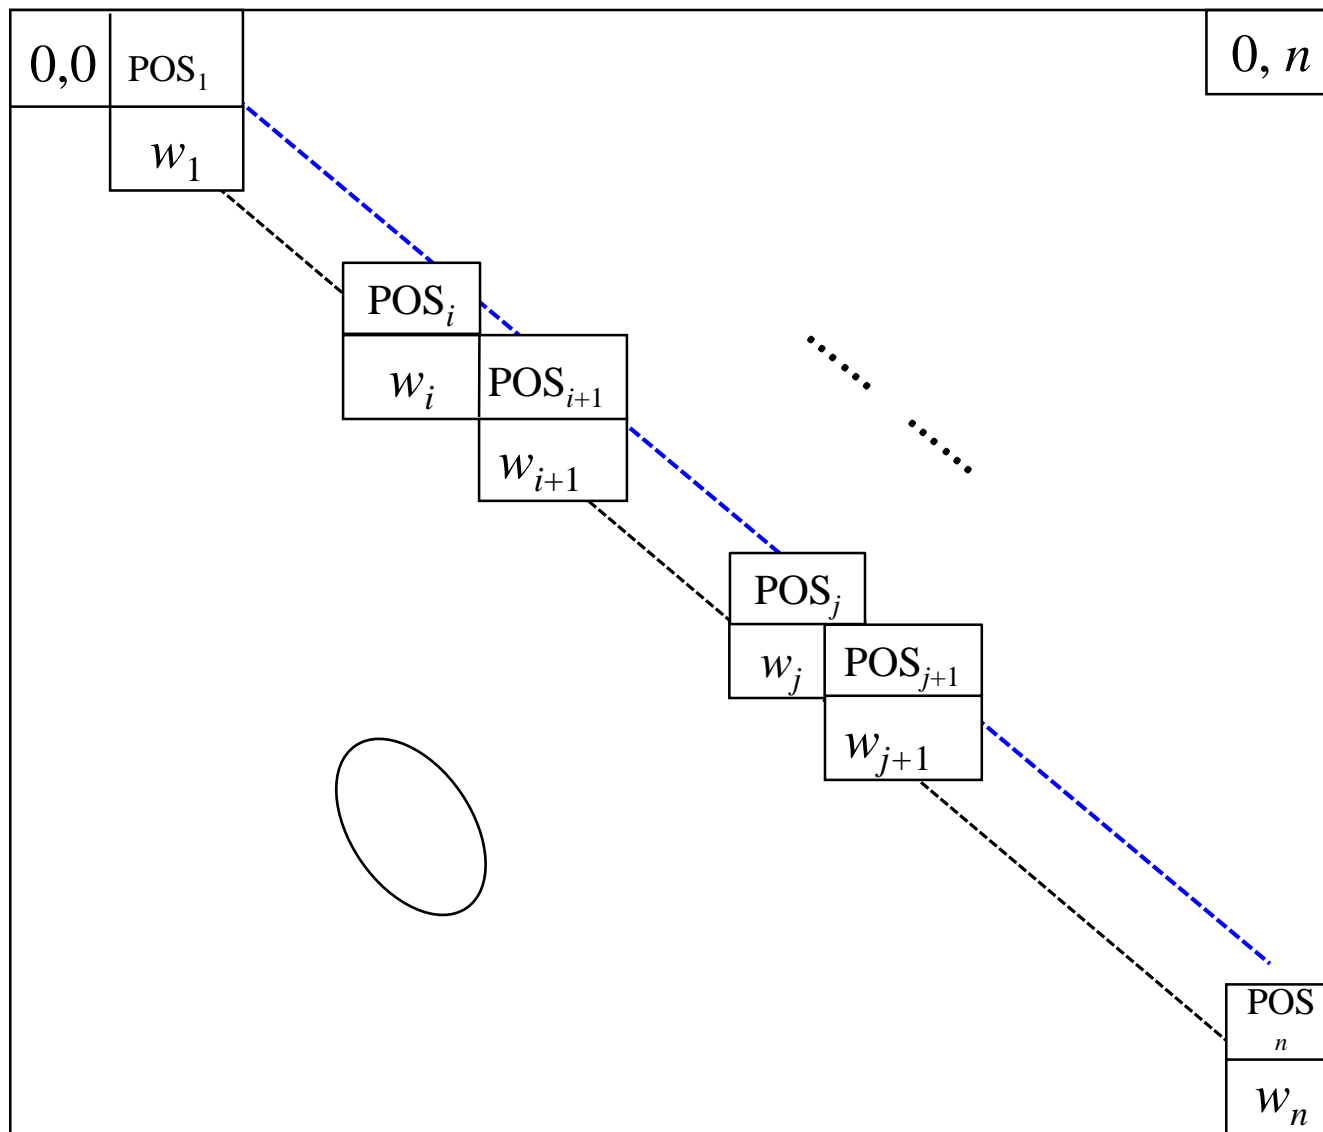 0,0 POS₁ 0, n
w₁
POSᵢ
wᵢ POSᵢ₊₁
wᵢ₊₁
POSⱼ
wⱼ POSⱼ₊₁
wⱼ₊₁
POS
n
wₙ